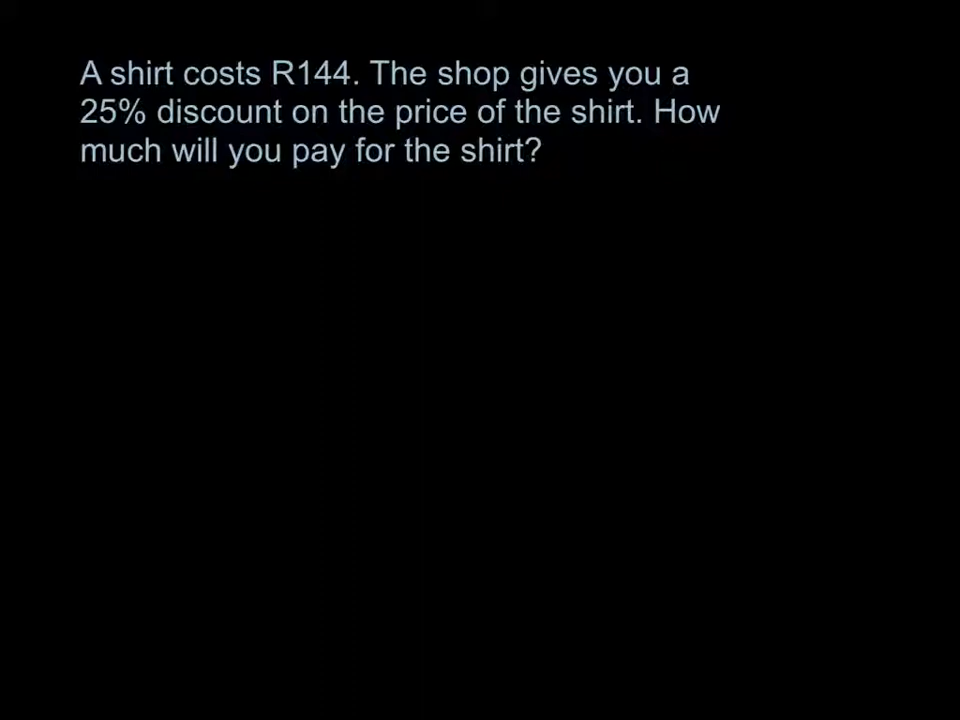 A shirt costs R144. The shop gives you a
25% discount on the price of the shirt. How
much will you pay for the shirt?